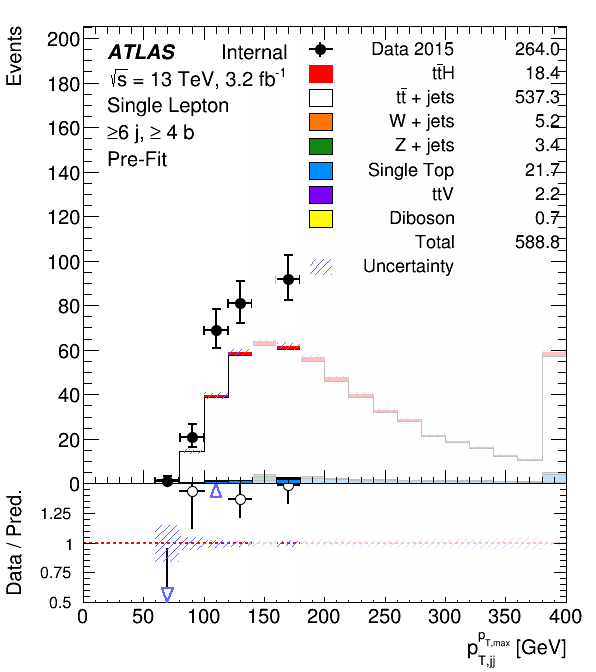 Events
ATLAS Internal
√s = 13 TeV, 3.2 fb⁻¹
Single Lepton
≥6 j, ≥ 4 b
Pre-Fit
Data 2015 264.0
tt̄H 18.4
tt̄ + jets 537.3
W + jets 5.2
Z + jets 3.4
Single Top 21.7
ttV 2.2
Diboson 0.7
Total 588.8
Uncertainty
200
180
160
140
120
100
80
60
40
20
0
Data / Pred.
1.25
1
0.75
0.5
0 50 100 150 200 250 300 350 400
p_{T,jj}^{p_{T,max}} [GeV]